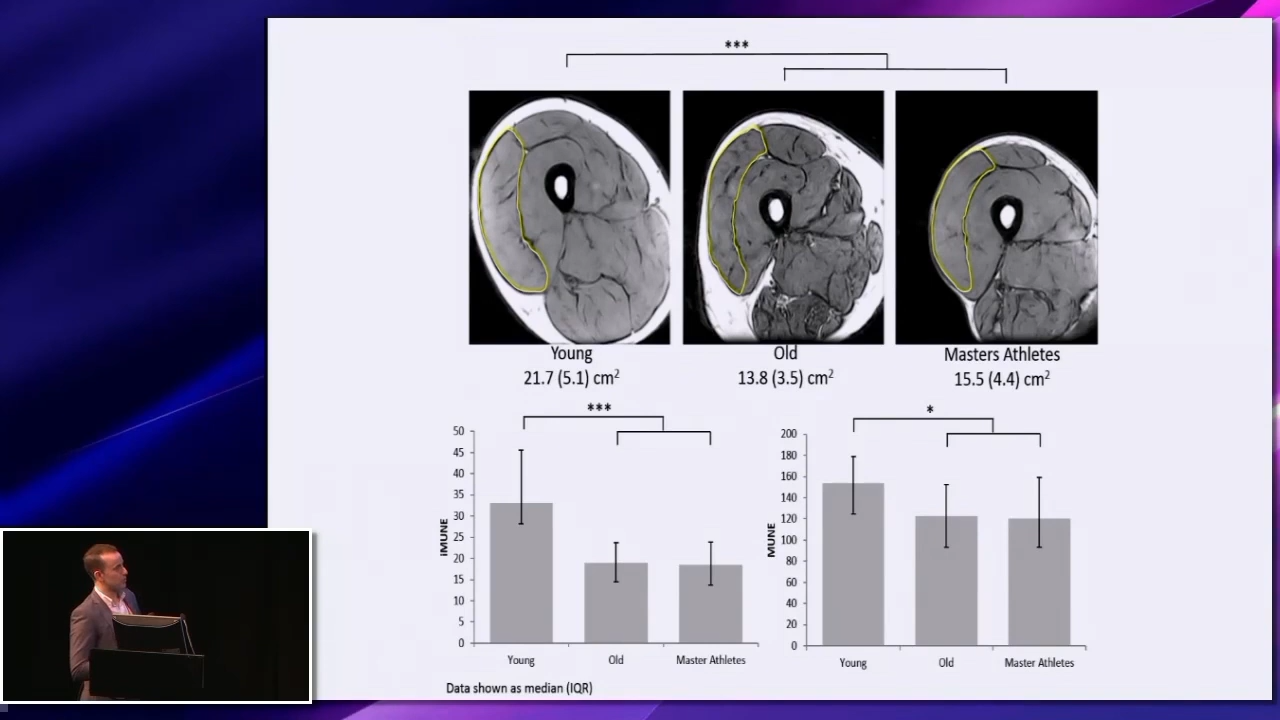 ***
Young
21.7 (5.1) cm²
Old
13.8 (3.5) cm²
Masters Athletes
15.5 (4.4) cm²
***
50
45
40
35
30
25
20
15
10
5
0
iMUNE
Young
Old
Master Athletes
*
200
180
160
140
120
100
80
60
40
20
0
MUNE
Young
Old
Master Athletes
Data shown as median (IQR)